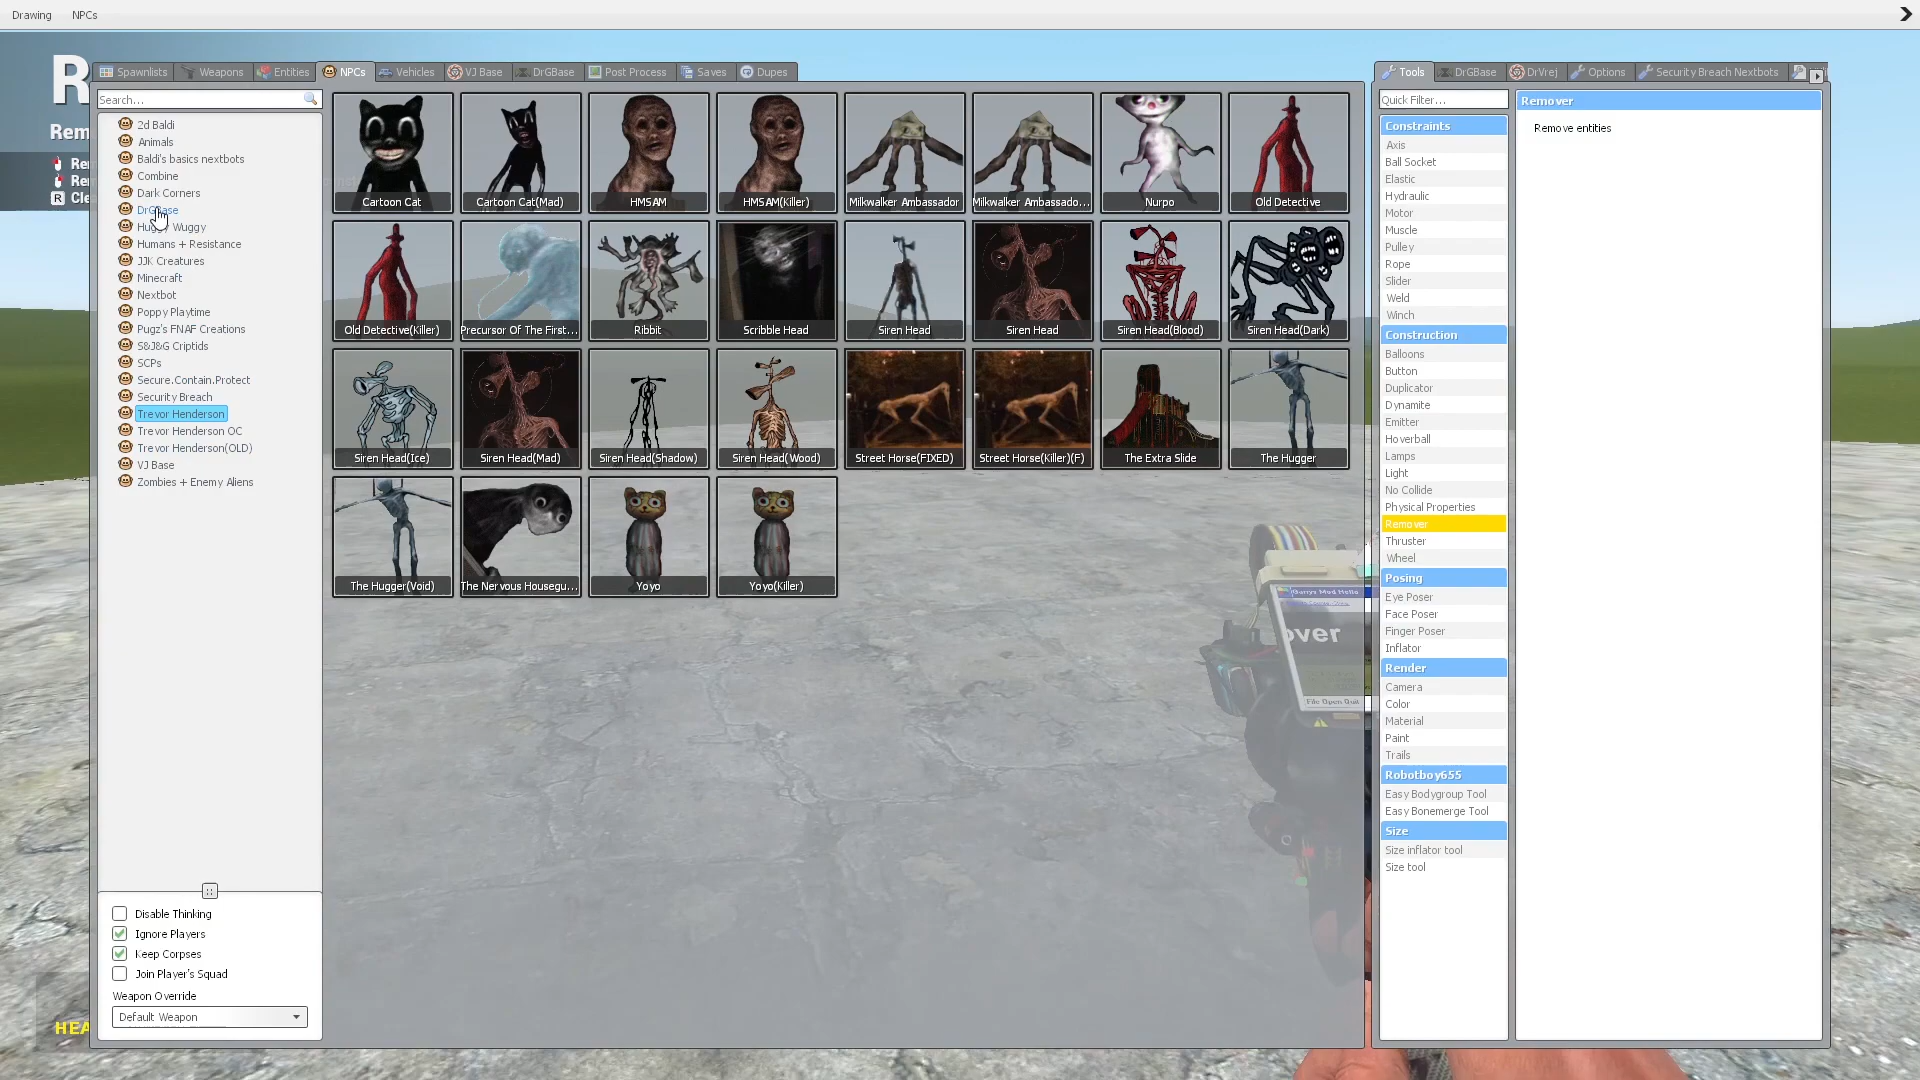 Drawing NPCs
R
Rem
Re
Re
R Cle
HEA
Spawnlists Weapons Entities NPCs Vehicles VJ Base DrGBase Post Process Saves Dupes
Search...
2d Baldi
Animals
Baldi's basics nextbots
Combine
Dark Corners
DrGBase
Huggy Wuggy
Humans + Resistance
JJK Creatures
Minecraft
Nextbot
Poppy Playtime
Pugz's FNAF Creations
S&J&G Criptids
SCPs
Secure.Contain.Protect
Security Breach
Trevor Henderson
Trevor Henderson OC
Trevor Henderson(OLD)
VJ Base
Zombies + Enemy Aliens
Disable Thinking
Ignore Players
Keep Corpses
Join Player's Squad
Weapon Override
Default Weapon
Cartoon Cat Cartoon Cat(Mad) HMSAM HMSAM(Killer) Milkwalker Ambassador Milkwalker Ambassado... Nurpo Old Detective
Old Detective(Killer) Precursor Of The First... Ribbit Scribble Head Siren Head Siren Head Siren Head(Blood) Siren Head(Dark)
Siren Head(Ice) Siren Head(Mad) Siren Head(Shadow) Siren Head(Wood) Street Horse(FIXED) Street Horse(Killer)(F) The Extra Slide The Hugger
The Hugger(Void) The Nervous Housegu... Yoyo Yoyo(Killer)
over
File Open Quit
Tools DrGBase DrVrej Options Security Breach Nextbots
Quick Filter...
Constraints
Axis
Ball Socket
Elastic
Hydraulic
Motor
Muscle
Pulley
Rope
Slider
Weld
Winch
Construction
Balloons
Button
Duplicator
Dynamite
Emitter
Hoverball
Lamps
Light
No Collide
Physical Properties
Remover
Thruster
Wheel
Posing
Eye Poser
Face Poser
Finger Poser
Inflator
Render
Camera
Color
Material
Paint
Trails
Robotboy655
Easy Bodygroup Tool
Easy Bonemerge Tool
Size
Size inflator tool
Size tool
Remover
Remove entities